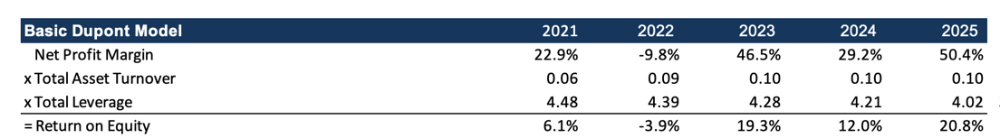 Basic Dupont Model 2021 2022 2023 2024 2025
Net Profit Margin 22.9% -9.8% 46.5% 29.2% 50.4%
x Total Asset Turnover 0.06 0.09 0.10 0.10 0.10
x Total Leverage 4.48 4.39 4.28 4.21 4.02
= Return on Equity 6.1% -3.9% 19.3% 12.0% 20.8%